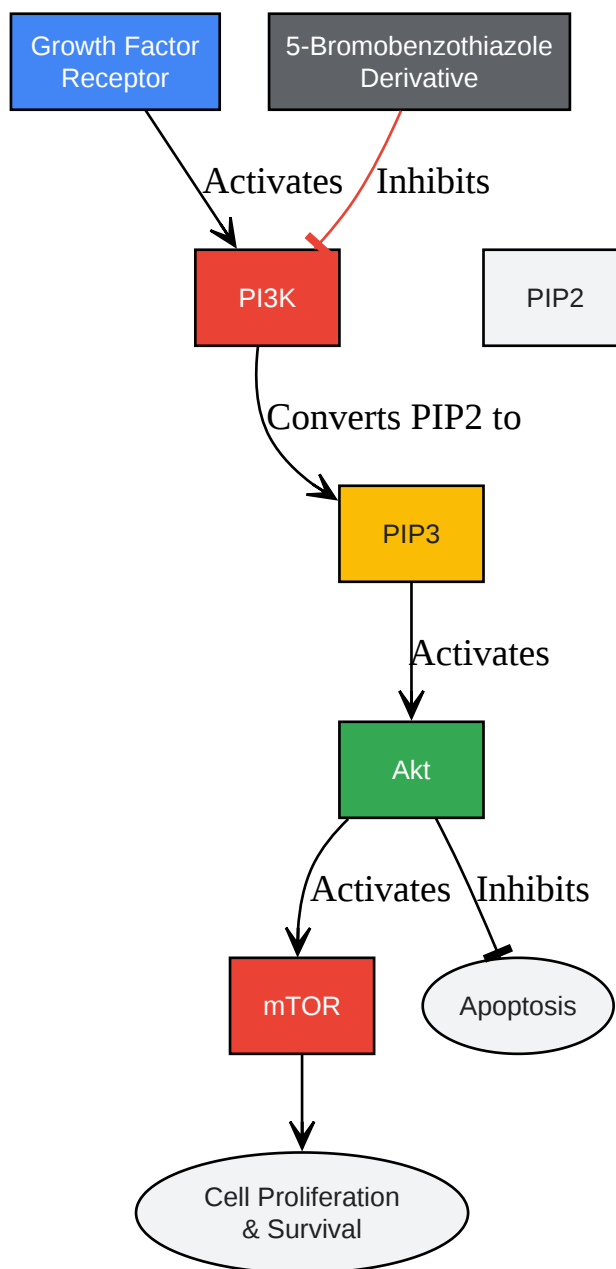 Growth Factor
Receptor
5-Bromobenzothiazole
Derivative
Activates
Inhibits
PI3K
PIP2
Converts PIP2 to
PIP3
Activates
Akt
Activates
Inhibits
mTOR
Apoptosis
Cell Proliferation
& Survival